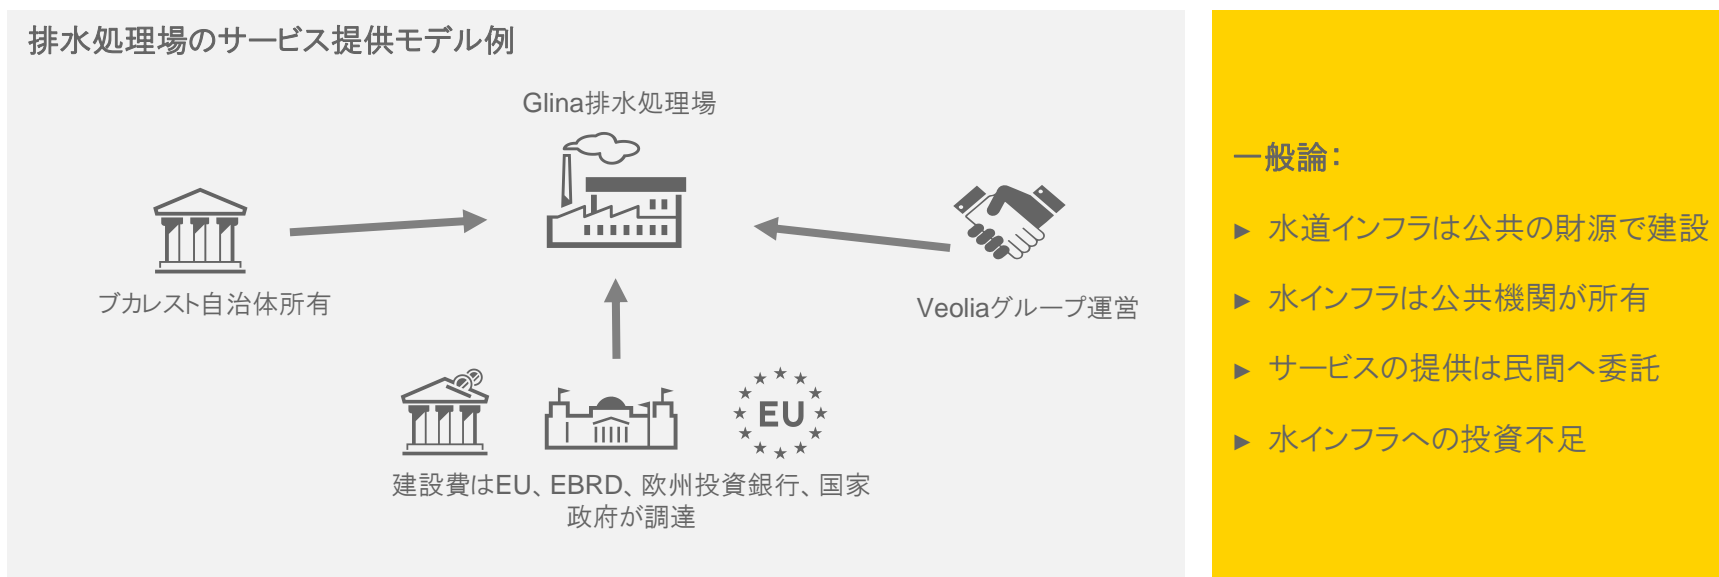 排水処理場のサービス提供モデル例
Glina排水処理場
ブカレスト自治体所有
Veoliaグループ運営
EU
建設費はEU、EBRD、欧州投資銀行、国家
政府が調達
一般論：
► 水道インフラは公共の財源で建設
► 水インフラは公共機関が所有
► サービスの提供は民間へ委託
► 水インフラへの投資不足